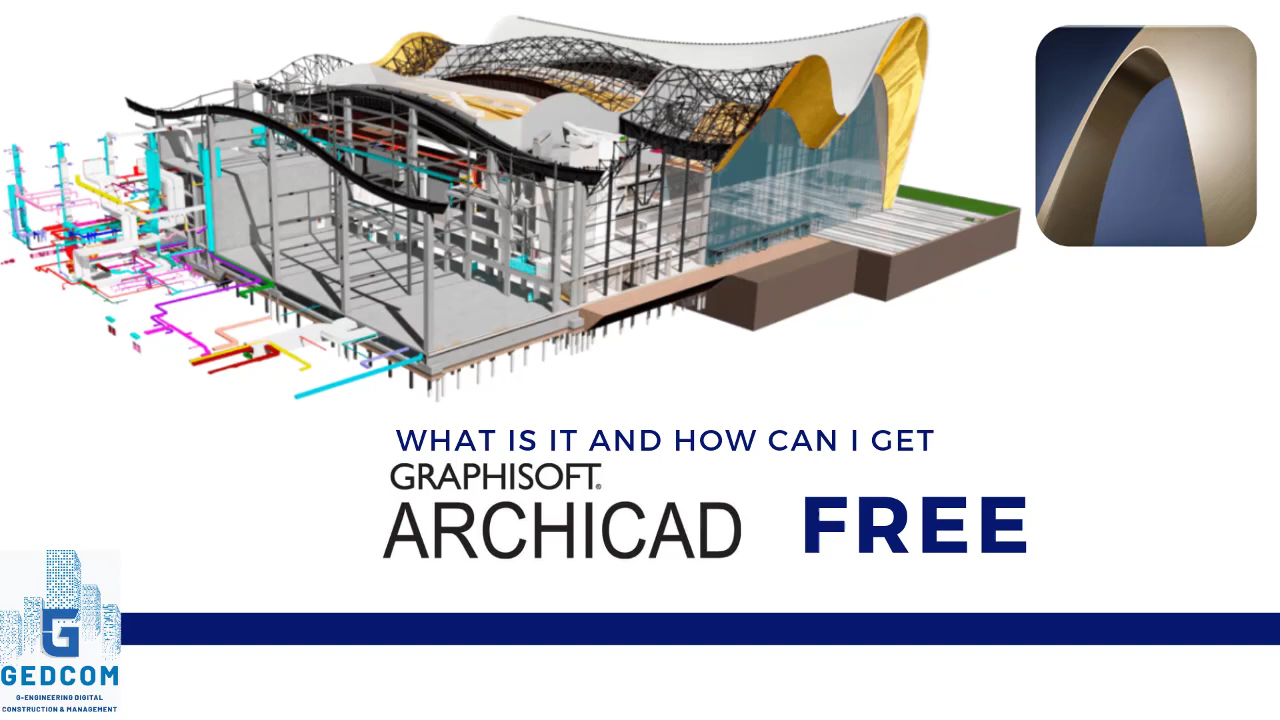 WHAT IS IT AND HOW CAN I GET
GRAPHISOFT®
ARCHICAD FREE
G
GEDCOM
G-ENGINEERING DIGITAL
CONSTRUCTION & MANAGEMENT